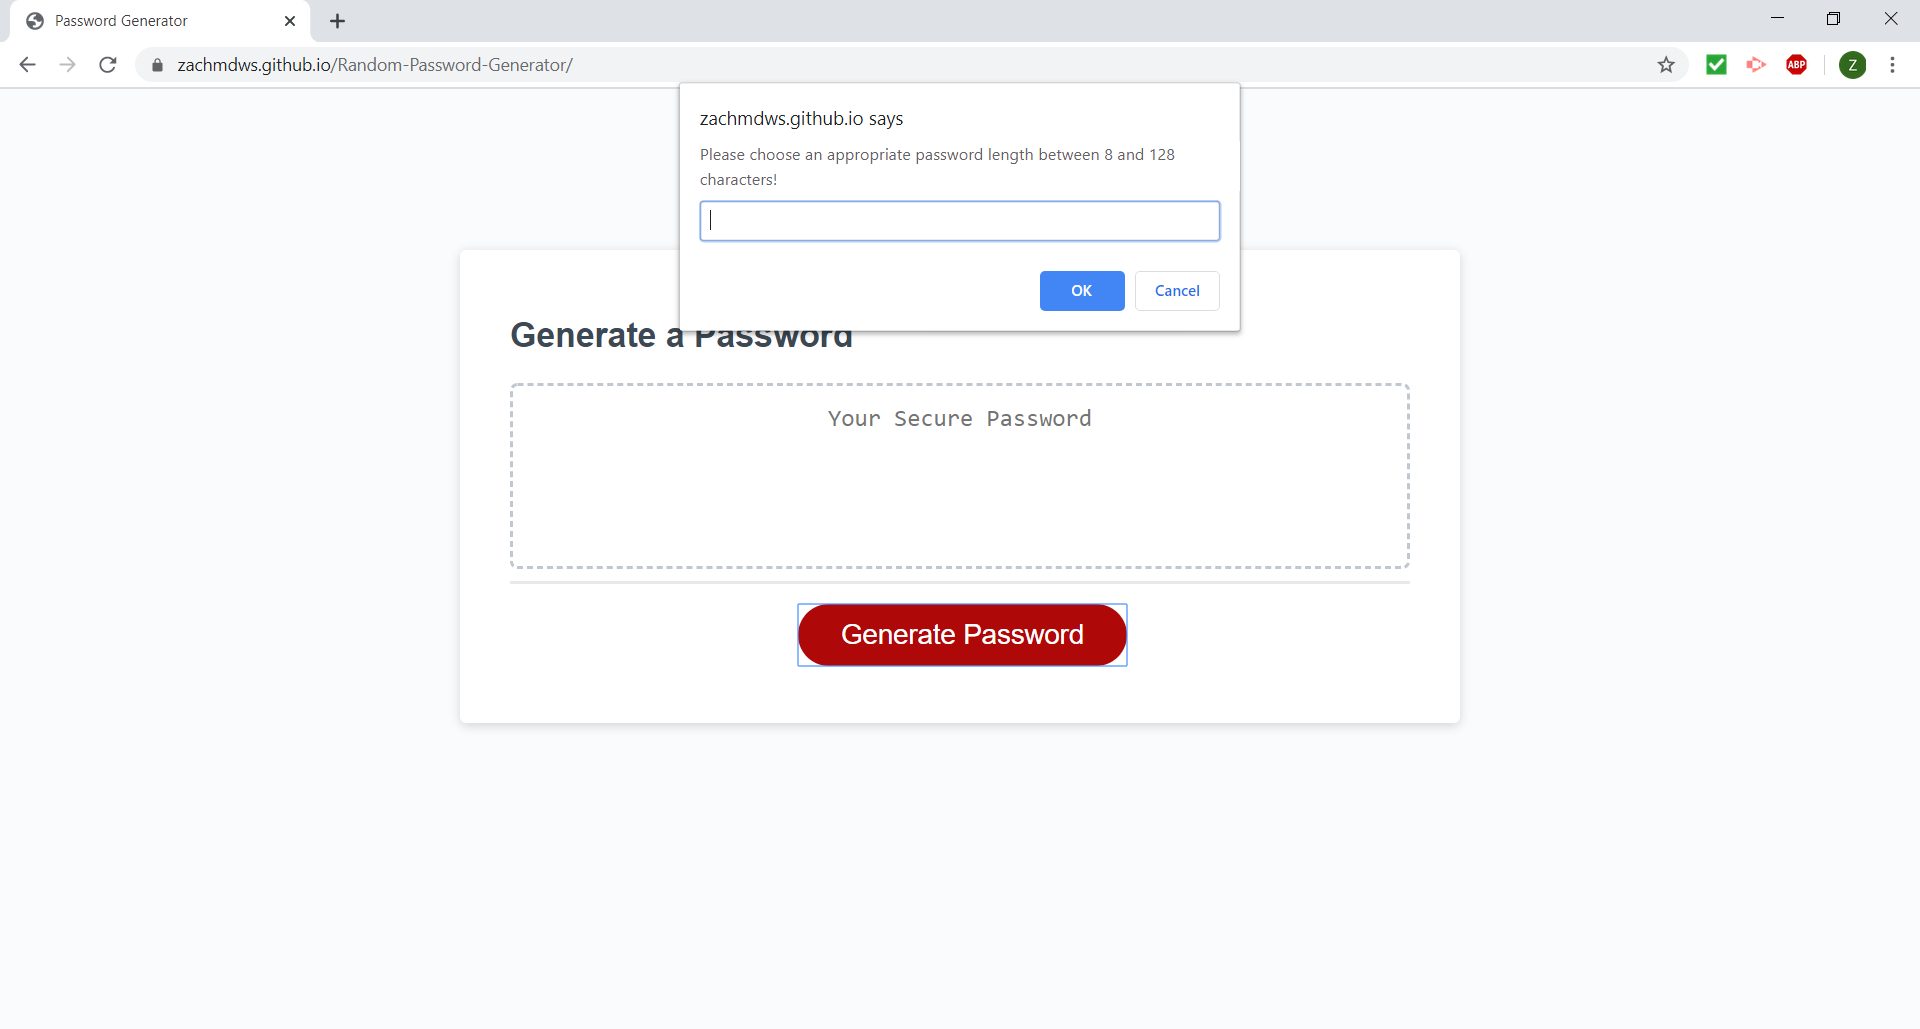 Password Generator
zachmdws.github.io/Random-Password-Generator/
ABP
Z
zachmdws.github.io says
Please choose an appropriate password length between 8 and 128
characters!
OK
Cancel
Generate a Password
Your Secure Password
Generate Password